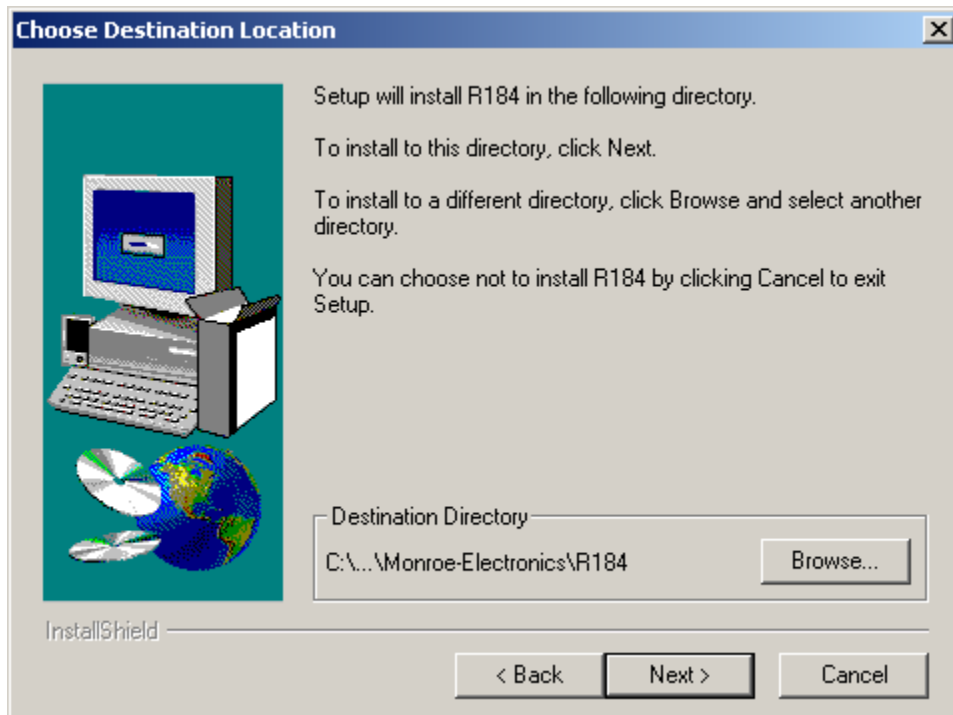 Choose Destination Location
Setup will install R184 in the following directory.
To install to this directory, click Next.
To install to a different directory, click Browse and select another
directory.
You can choose not to install R184 by clicking Cancel to exit
Setup.
Destination Directory
C:\...\Monroe-Electronics\R184
Browse...
InstallShield
< Back
Next >
Cancel